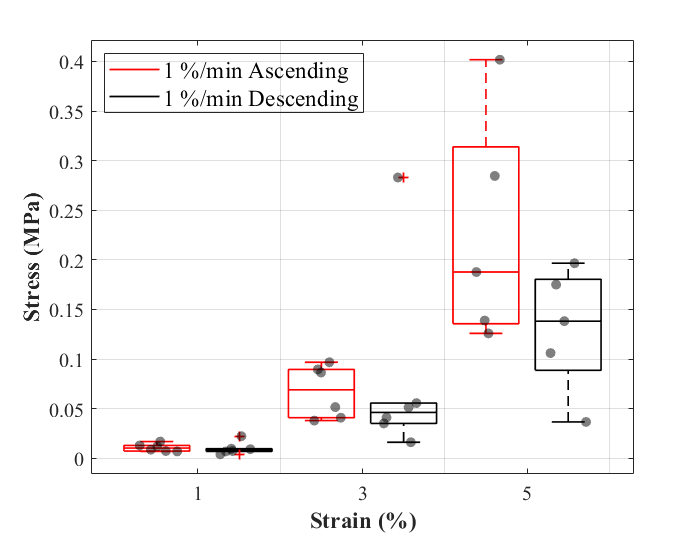 1 %/min Ascending
1 %/min Descending
0.4
0.35
0.3
0.25
0.2
0.15
0.1
0.05
0
Stress (MPa)
1 3 5
Strain (%)